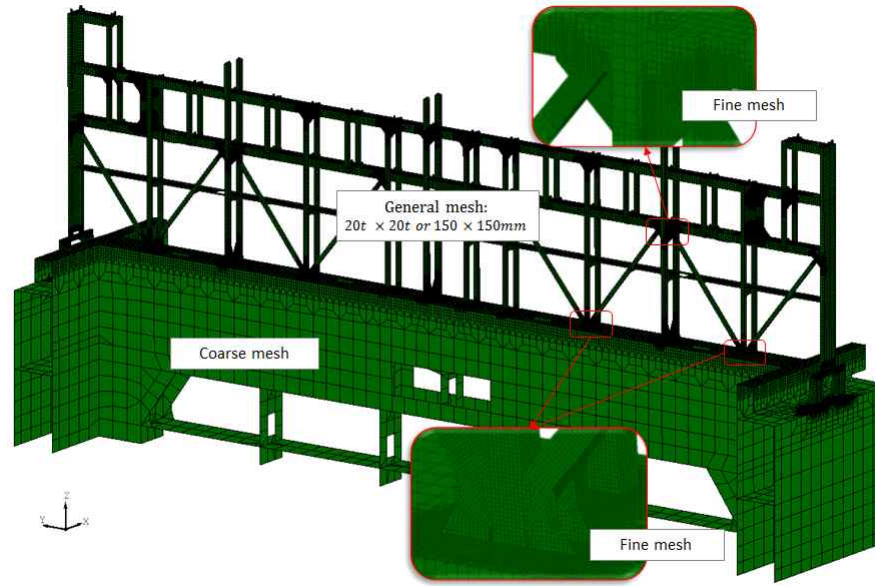 Fine mesh
General mesh:
20t × 20t or 150 × 150mm
Coarse mesh
Fine mesh
Z
Y
X